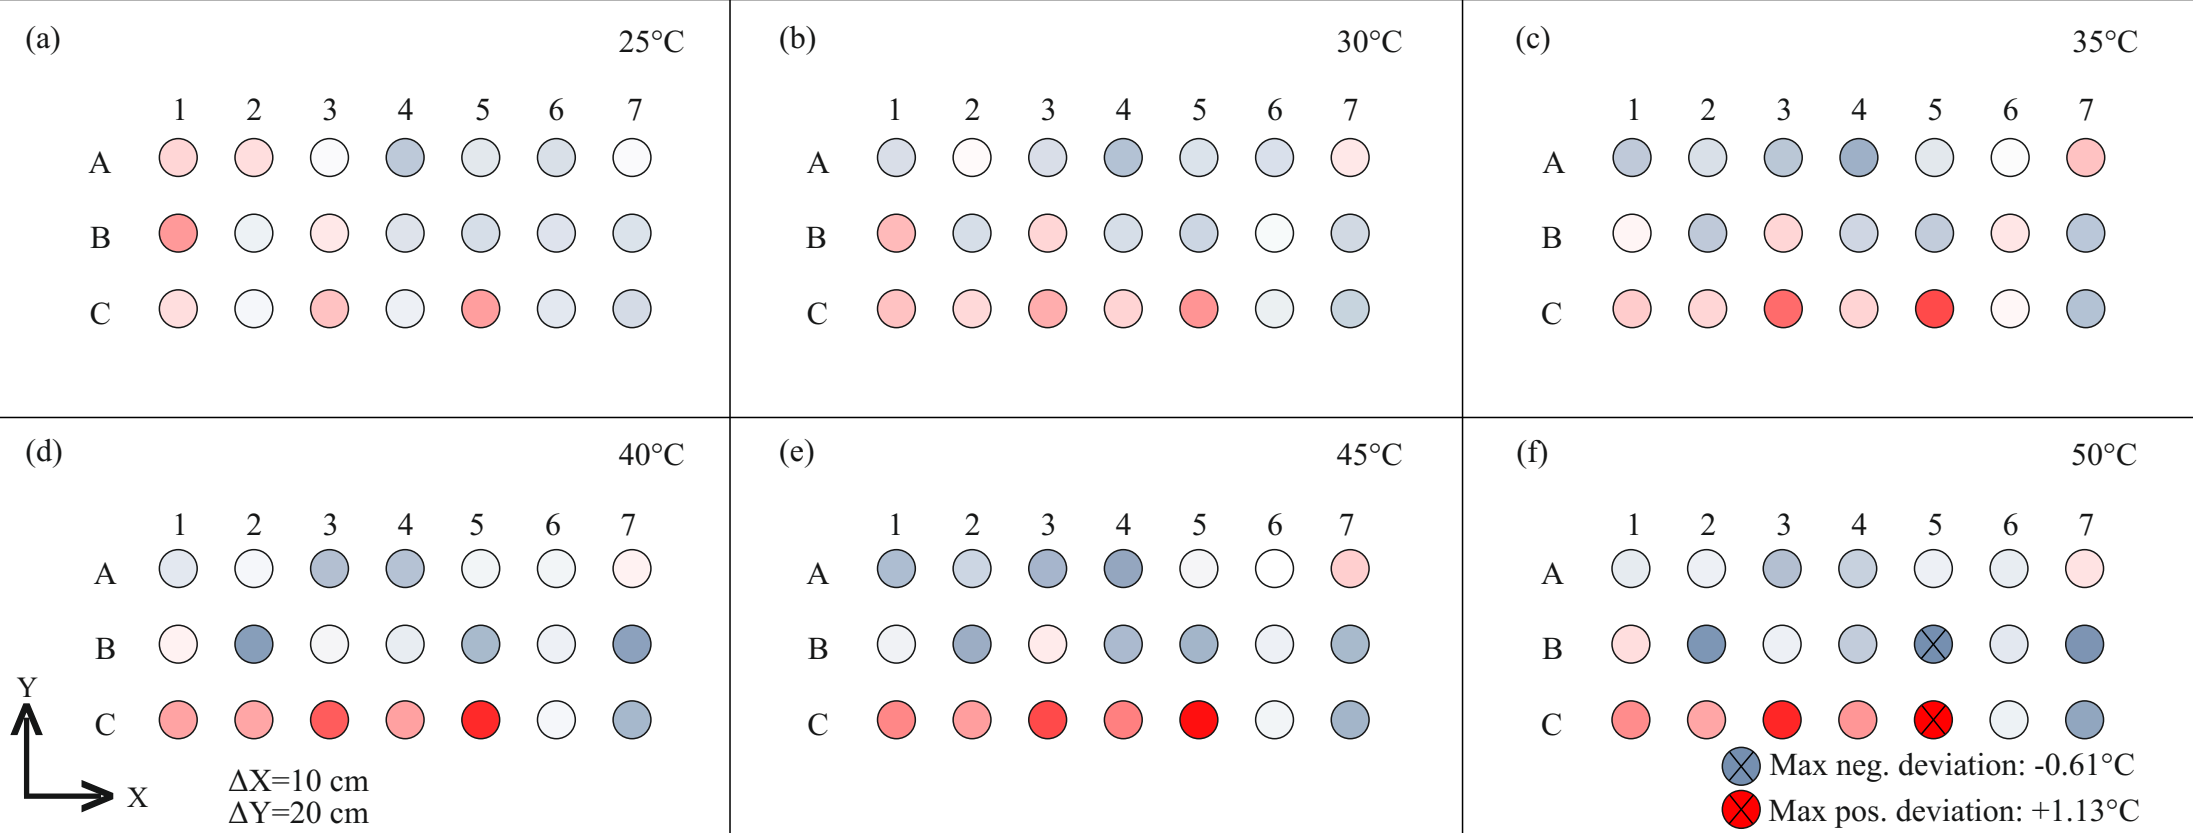 (a) 25°C
1 2 3 4 5 6 7
A
B
C
(b) 30°C
1 2 3 4 5 6 7
A
B
C
(c) 35°C
1 2 3 4 5 6 7
A
B
C
(d) 40°C
1 2 3 4 5 6 7
A
B
C
Y
X
ΔX=10 cm
ΔY=20 cm
(e) 45°C
1 2 3 4 5 6 7
A
B
C
(f) 50°C
1 2 3 4 5 6 7
A
B
C
Max neg. deviation: -0.61°C
Max pos. deviation: +1.13°C